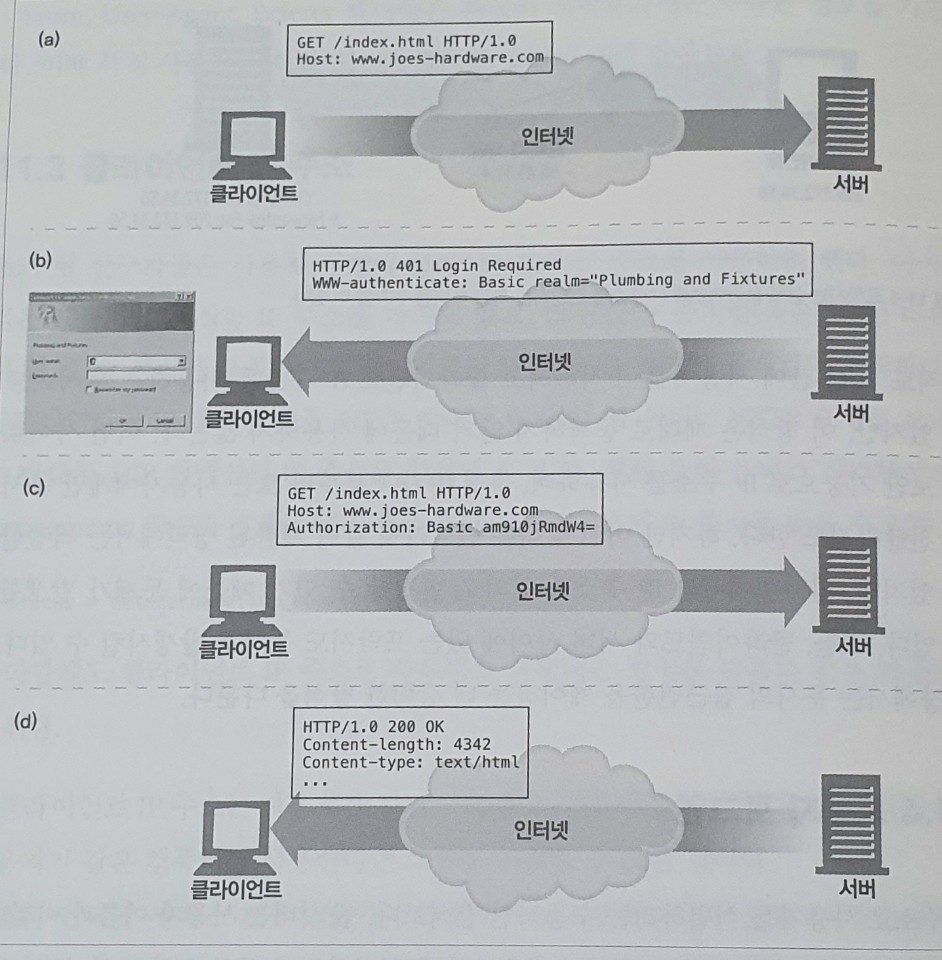 (a)
GET /index.html HTTP/1.0
Host: www.joes-hardware.com
인터넷
클라이언트
서버
(b)
HTTP/1.0 401 Login Required
WWW-authenticate: Basic realm="Plumbing and Fixtures"
Plumbing and Fixtures
User name:
Password:
Remember my password
OK
Cancel
인터넷
클라이언트
서버
(c)
GET /index.html HTTP/1.0
Host: www.joes-hardware.com
Authorization: Basic am910jRmdW4=
인터넷
클라이언트
서버
(d)
HTTP/1.0 200 OK
Content-length: 4342
Content-type: text/html
...
인터넷
클라이언트
서버